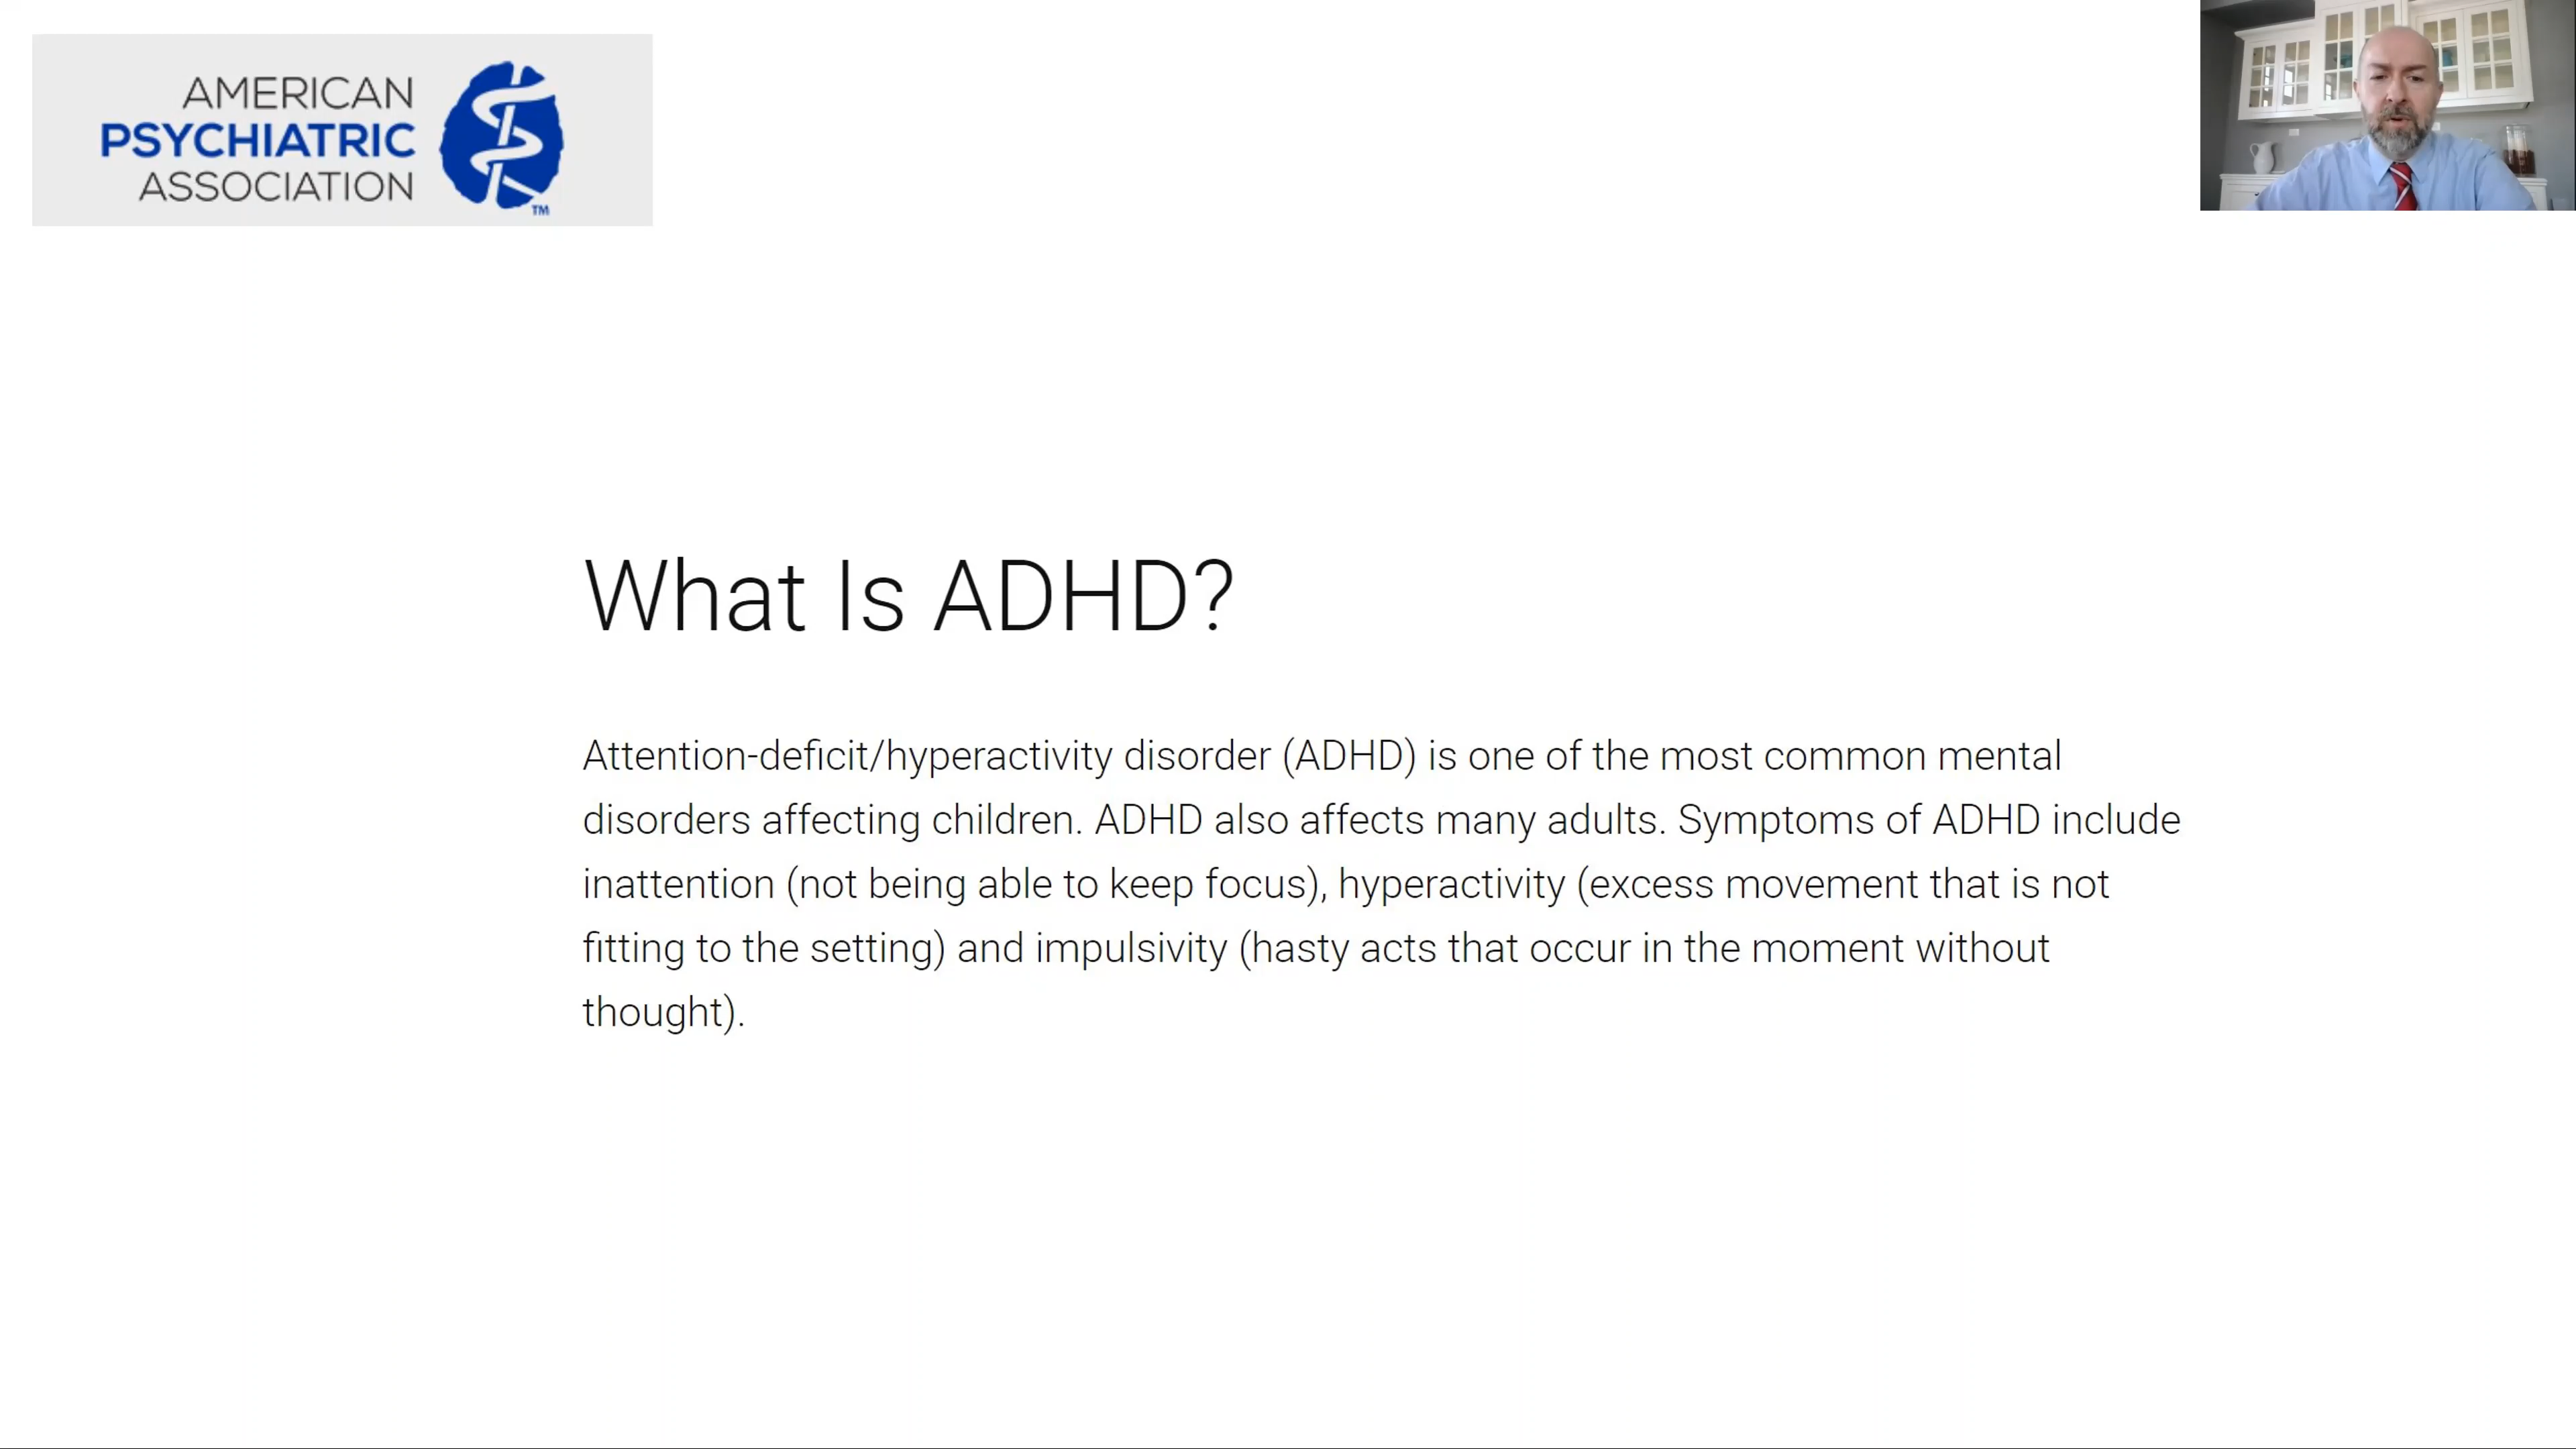 AMERICAN
PSYCHIATRIC
ASSOCIATION
TM
What Is ADHD?
Attention-deficit/hyperactivity disorder (ADHD) is one of the most common mental
disorders affecting children. ADHD also affects many adults. Symptoms of ADHD include
inattention (not being able to keep focus), hyperactivity (excess movement that is not
fitting to the setting) and impulsivity (hasty acts that occur in the moment without
thought).